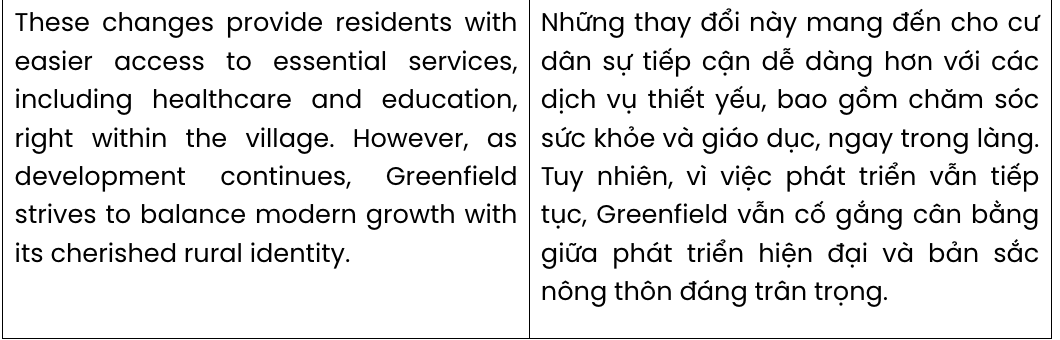 These changes provide residents with
easier access to essential services,
including healthcare and education,
right within the village. However, as
development continues, Greenfield
strives to balance modern growth with
its cherished rural identity.
Những thay đổi này mang đến cho cư
dân sự tiếp cận dễ dàng hơn với các
dịch vụ thiết yếu, bao gồm chăm sóc
sức khỏe và giáo dục, ngay trong làng.
Tuy nhiên, vì việc phát triển vẫn tiếp
tục, Greenfield vẫn cố gắng cân bằng
giữa phát triển hiện đại và bản sắc
nông thôn đáng trân trọng.